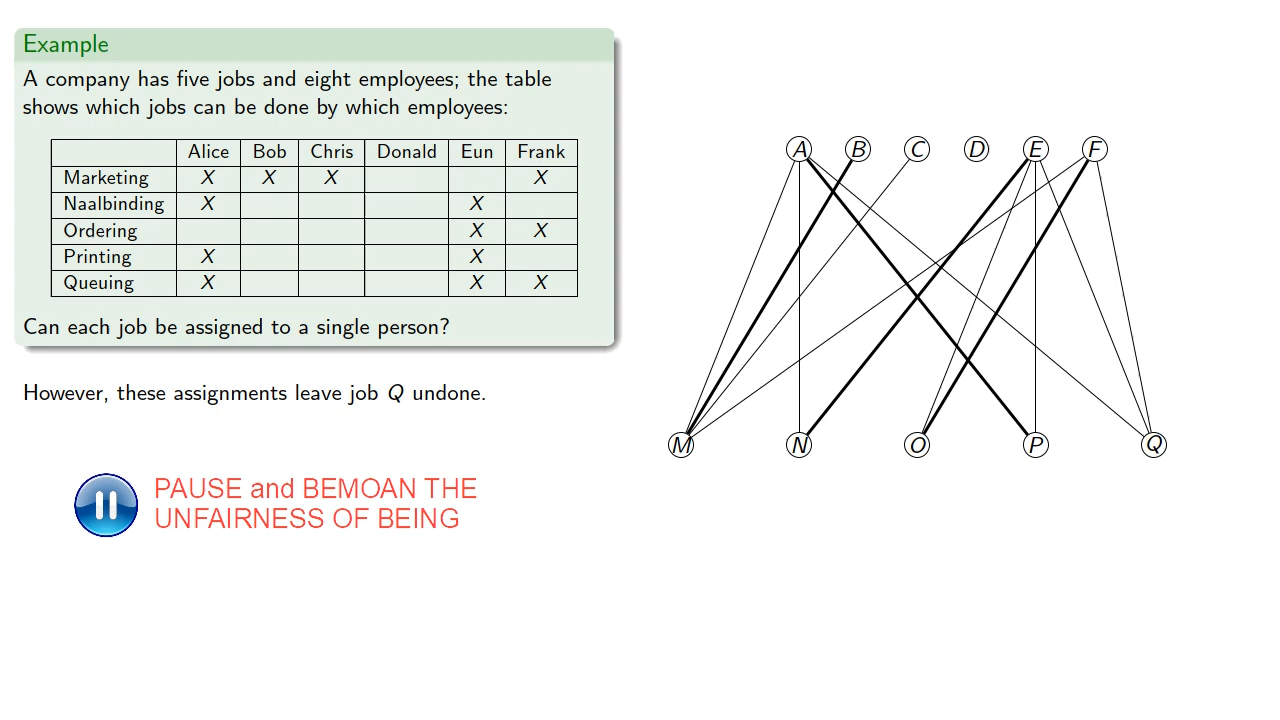 Example
A company has five jobs and eight employees; the table
shows which jobs can be done by which employees:
Alice Bob Chris Donald Eun Frank
Marketing X X X X
Naalbinding X X
Ordering X X
Printing X X
Queuing X X X
Can each job be assigned to a single person?
However, these assignments leave job Q undone.
PAUSE and BEMOAN THE
UNFAIRNESS OF BEING
A B C D E F
M N O P Q